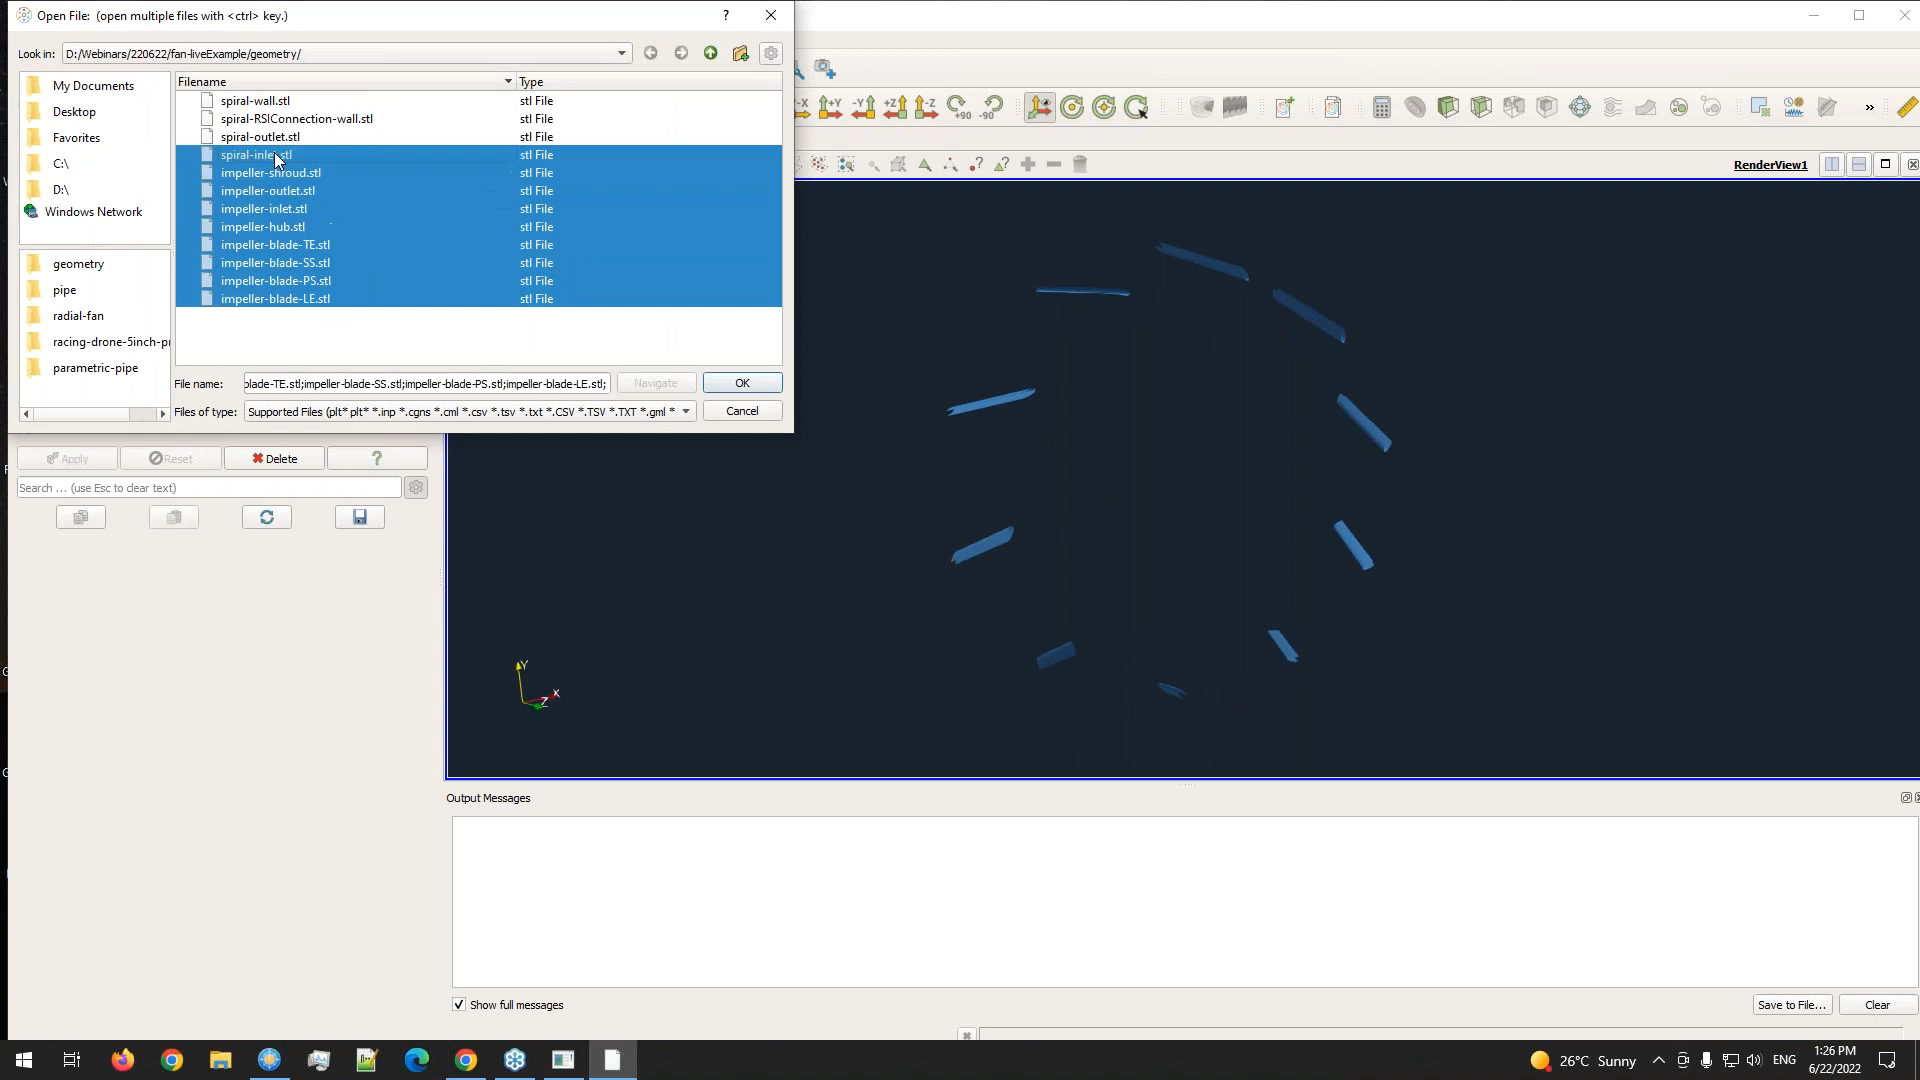 Open File:  (open multiple files with <ctrl> key.)
?
Look in:
D:/Webinars/220622/fan-liveExample/geometry/
My Documents
Desktop
Favorites
C:\
D:\
Windows Network
geometry
pipe
radial-fan
racing-drone-5inch-p
parametric-pipe
Filename
Type
spiral-wall.stl
stl File
spiral-RSIConnection-wall.stl
stl File
spiral-outlet.stl
stl File
stl File
impeller-shroud.stl
stl File
impeller-outlet.stl
stl File
impeller-inlet.stl
stl File
impeller-hub.stl
stl File
impeller-blade-TE.stl
stl File
impeller-blade-SS.stl
stl File
impeller-blade-PS.stl
stl File
impeller-blade-LE.stl
stl File
File name:
blade-TE.stl;impeller-blade-SS.stl;impeller-blade-PS.stl;impeller-blade-LE.stl;
Navigate
OK
Files of type:
Supported Files (plt* plt* *.inp *.cgns *.cml *.csv *.tsv *.txt *.CSV *.TSV *.TXT *.gml *
Cancel
-X
+Y
-Y
+Z
-Z
+90
-90
»
RenderView1
Apply
Reset
Delete
?
Search ... (use Esc to clear text)
Y
X
Z
Output Messages
Show full messages
Save to File...
Clear
26°C  Sunny
ENG
1:26 PM
6/22/2022